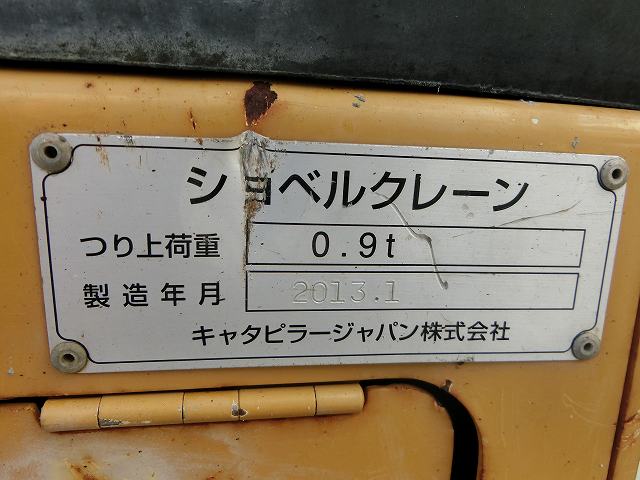 ショベルクレーン
つり上荷重 0.9t
製造年月 2013.1
キャタピラージャパン株式会社